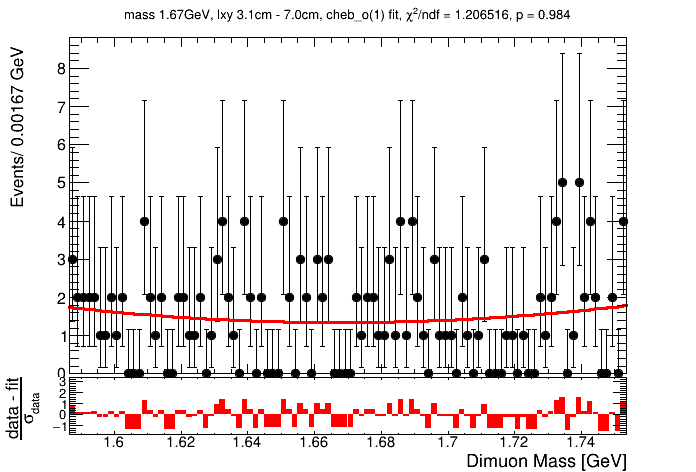 mass 1.67GeV, lxy 3.1cm - 7.0cm, cheb_o(1) fit, χ²/ndf = 1.206516, p = 0.984
Events/ 0.00167 GeV
8
7
6
5
4
3
2
1
0
data - fit
σdata
3
2
1
0
−1
1.6 1.62 1.64 1.66 1.68 1.7 1.72 1.74
Dimuon Mass [GeV]